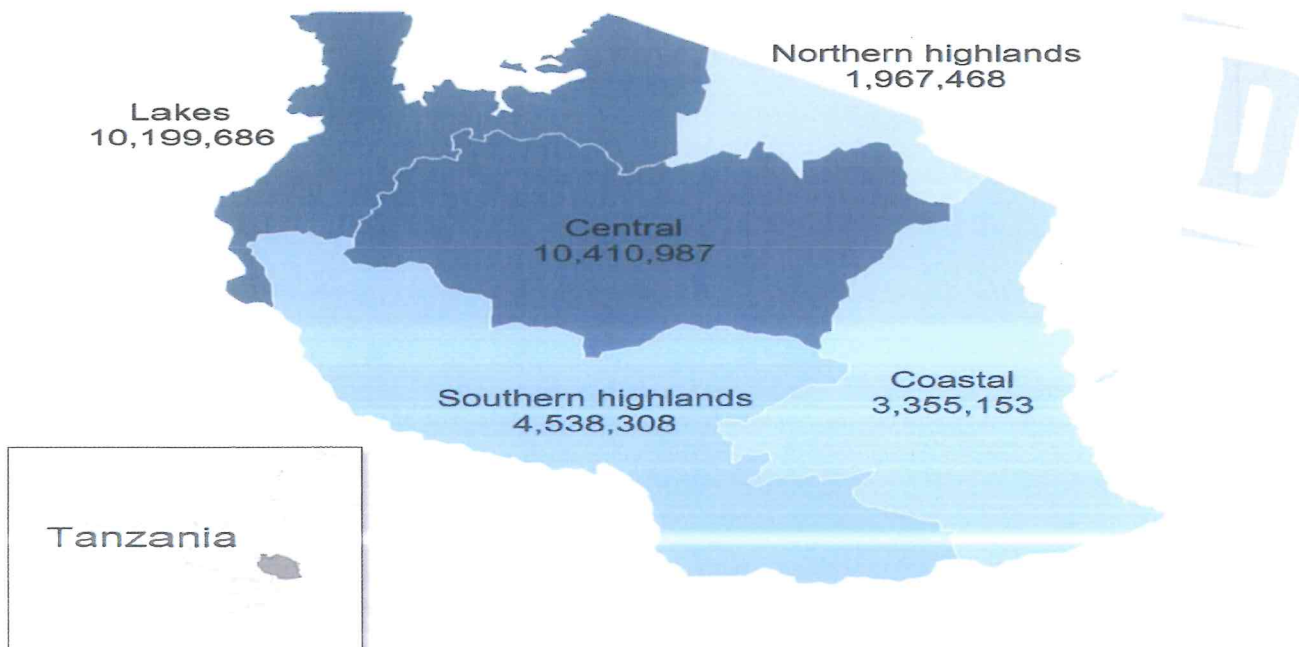 Northern highlands
1,967,468
Lakes
10,199,686
Central
10,410,987
Southern highlands
4,538,308
Coastal
3,355,153
Tanzania
D